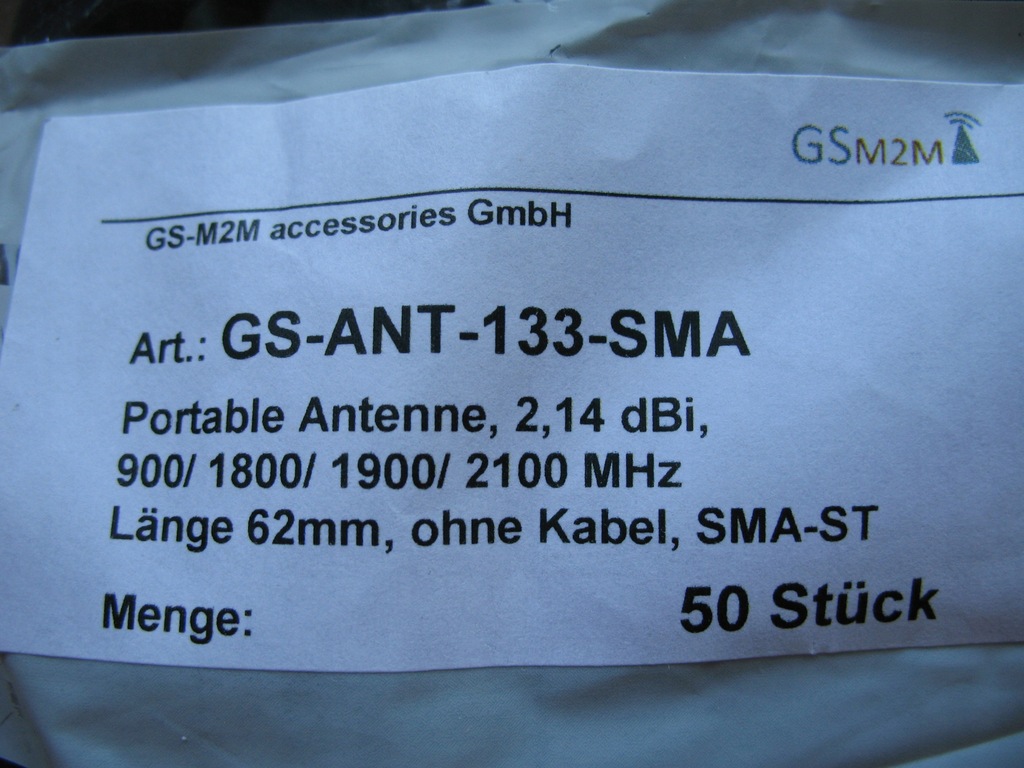 GSM2M
GS-M2M accessories GmbH
Art.: GS-ANT-133-SMA
Portable Antenne, 2,14 dBi,
900/ 1800/ 1900/ 2100 MHz
Länge 62mm, ohne Kabel, SMA-ST
Menge: 50 Stück